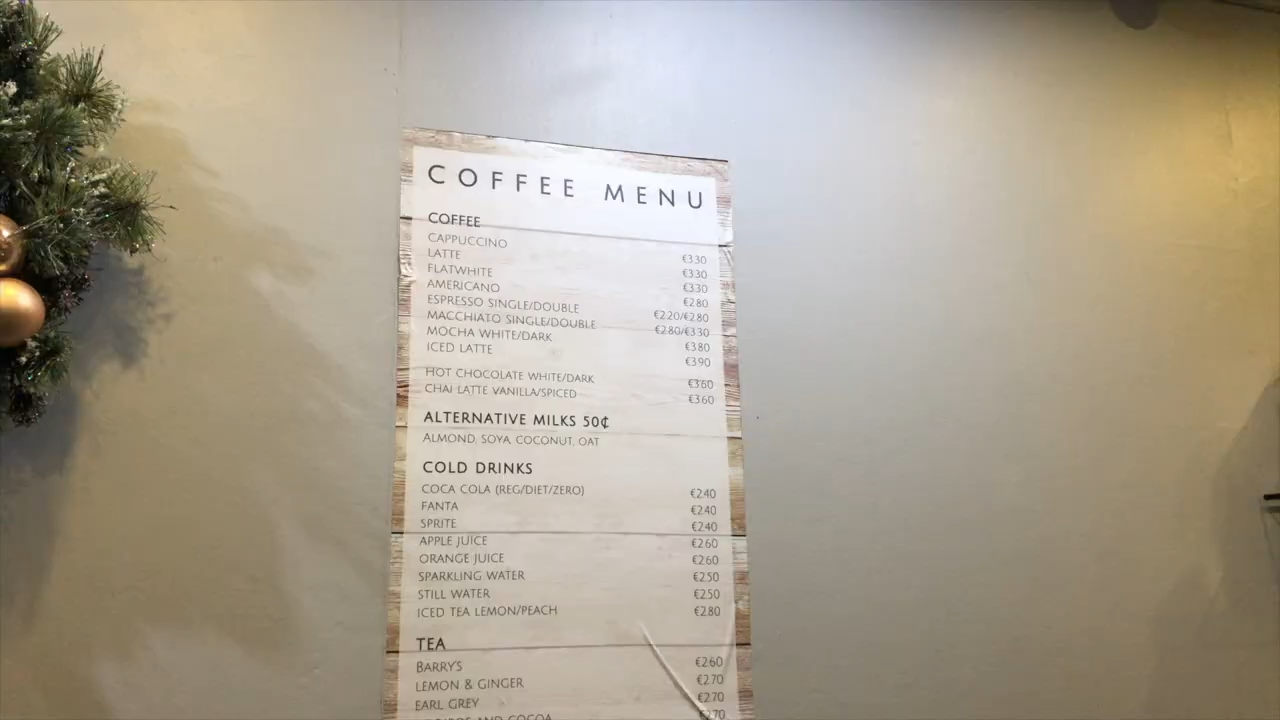 COFFEE MENU
COFFEE
CAPPUCCINO €3.30
LATTE €3.30
FLATWHITE €3.30
AMERICANO €2.80
ESPRESSO SINGLE/DOUBLE €2.20/€2.80
MACCHIATO SINGLE/DOUBLE €2.80/€3.30
MOCHA WHITE/DARK €3.80
ICED LATTE €3.90
HOT CHOCOLATE WHITE/DARK €3.60
CHAI LATTE VANILLA/SPICED €3.60
ALTERNATIVE MILKS 50¢
ALMOND, SOYA, COCONUT, OAT
COLD DRINKS
COCA COLA (REG/DIET/ZERO) €2.40
FANTA €2.40
SPRITE €2.40
APPLE JUICE €2.60
ORANGE JUICE €2.60
SPARKLING WATER €2.50
STILL WATER €2.50
ICED TEA LEMON/PEACH €2.80
TEA
BARRY'S €2.60
LEMON & GINGER €2.70
EARL GREY €2.70
AND COCOA